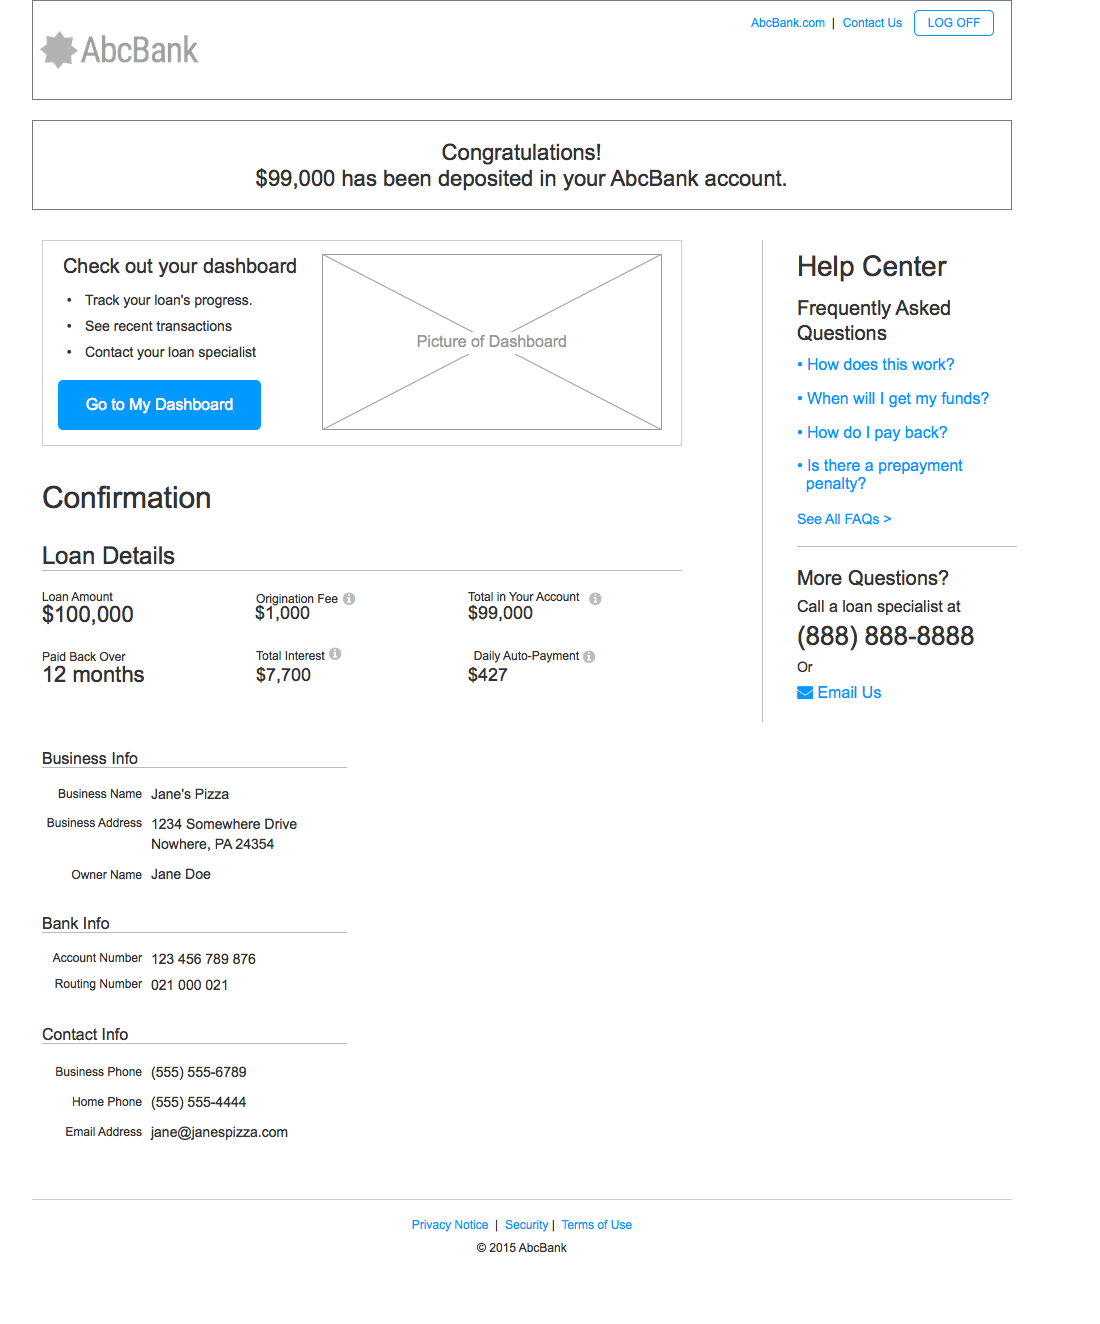 AbcBank.com | Contact Us LOG OFF
AbcBank
Congratulations!
$99,000 has been deposited in your AbcBank account.
Check out your dashboard
• Track your loan's progress.
• See recent transactions
• Contact your loan specialist
Go to My Dashboard
Picture of Dashboard
Confirmation
Loan Details
Loan Amount
$100,000
Origination Fee
$1,000
Total in Your Account
$99,000
Paid Back Over
12 months
Total Interest
$7,700
Daily Auto-Payment
$427
Business Info
Business Name Jane's Pizza
Business Address 1234 Somewhere Drive
Nowhere, PA 24354
Owner Name Jane Doe
Bank Info
Account Number 123 456 789 876
Routing Number 021 000 021
Contact Info
Business Phone (555) 555-6789
Home Phone (555) 555-4444
Email Address jane@janespizza.com
Help Center
Frequently Asked
Questions
• How does this work?
• When will I get my funds?
• How do I pay back?
• Is there a prepayment
penalty?
See All FAQs >
More Questions?
Call a loan specialist at
(888) 888-8888
Or
Email Us
Privacy Notice | Security | Terms of Use
© 2015 AbcBank